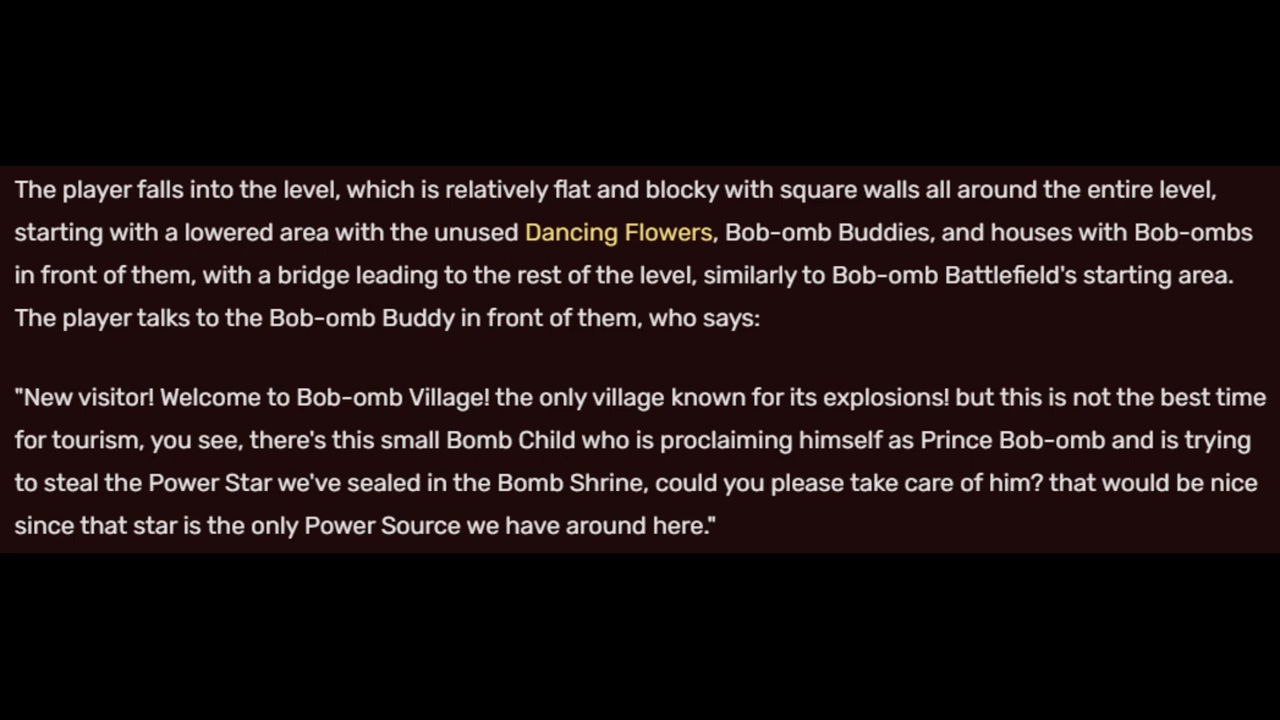 The player falls into the level, which is relatively flat and blocky with square walls all around the entire level,
starting with a lowered area with the unused Dancing Flowers, Bob-omb Buddies, and houses with Bob-ombs
in front of them, with a bridge leading to the rest of the level, similarly to Bob-omb Battlefield's starting area.
The player talks to the Bob-omb Buddy in front of them, who says:
"New visitor! Welcome to Bob-omb Village! the only village known for its explosions! but this is not the best time
for tourism, you see, there's this small Bomb Child who is proclaiming himself as Prince Bob-omb and is trying
to steal the Power Star we've sealed in the Bomb Shrine, could you please take care of him? that would be nice
since that star is the only Power Source we have around here."